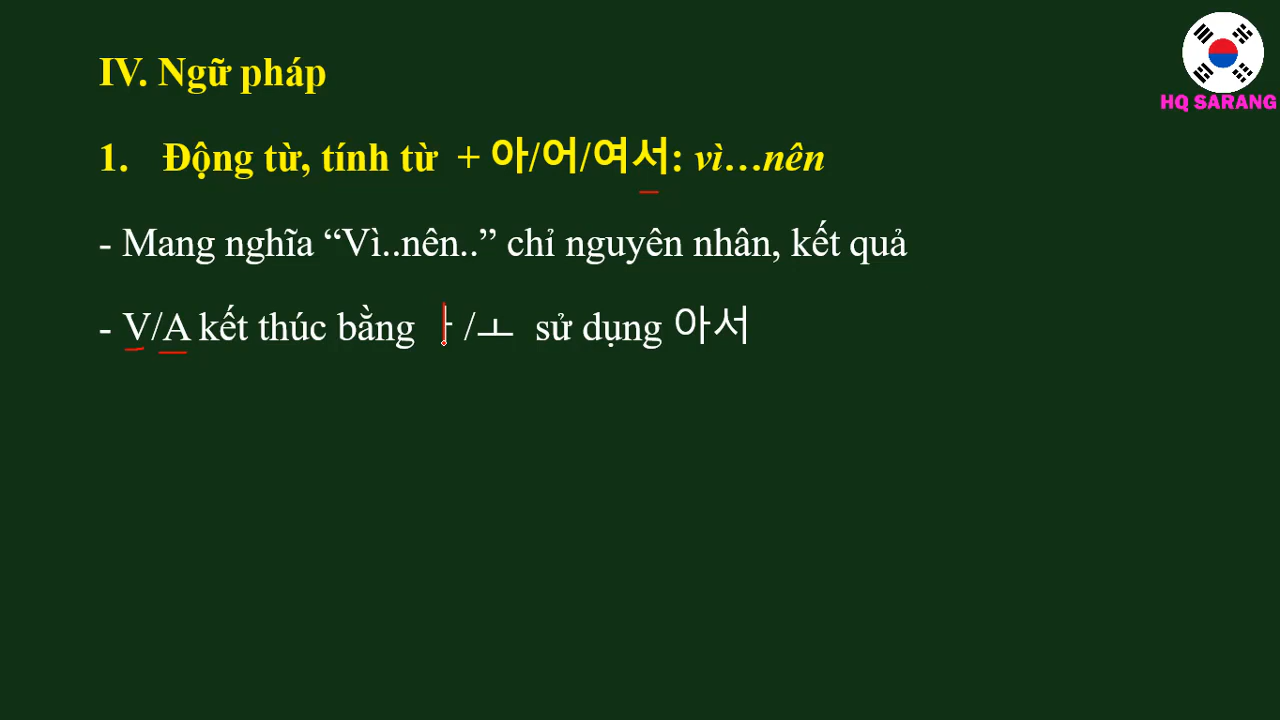 HQ SARANG
IV. Ngữ pháp
1. Động từ, tính từ + 아/어/여서: vì…nên
- Mang nghĩa “Vì..nên..” chỉ nguyên nhân, kết quả
- V/A kết thúc bằng ㅏ/ㅗ sử dụng 아서